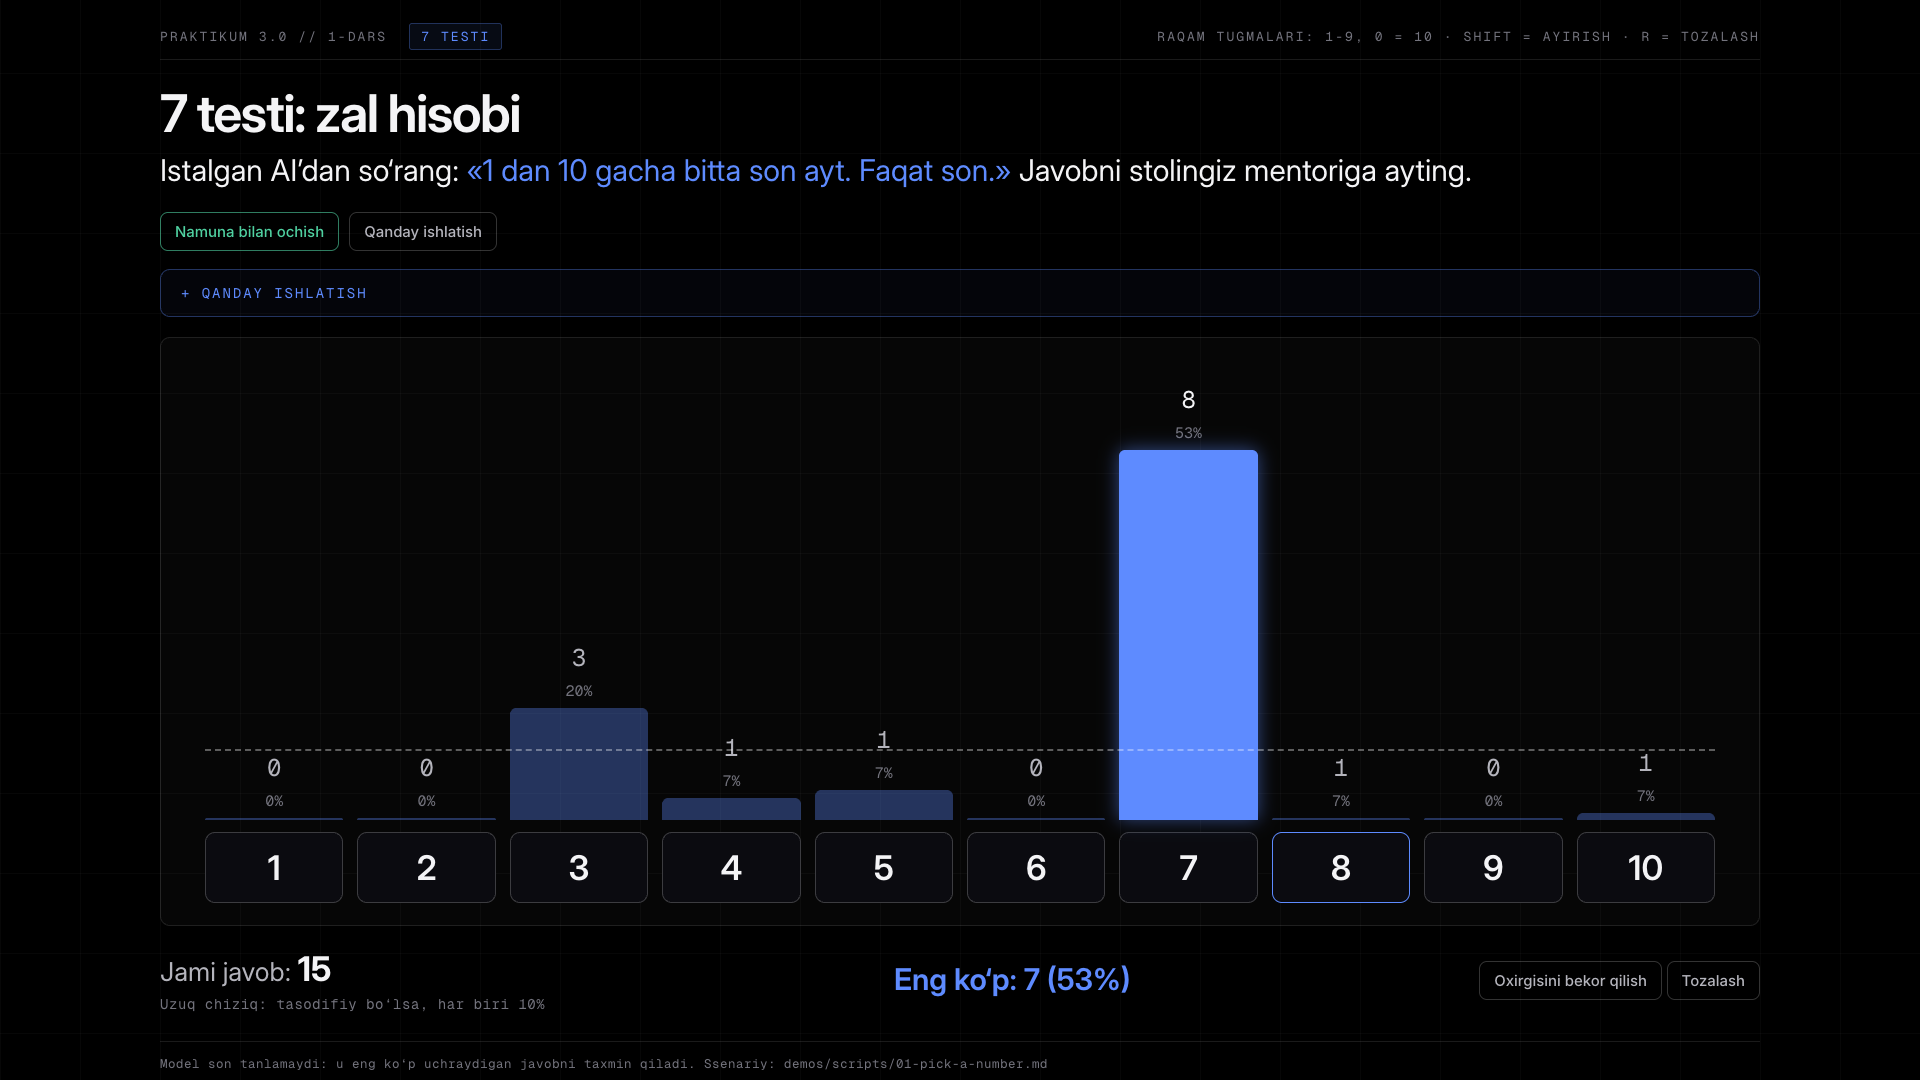 PRAKTIKUM 3.0 // 1-DARS 7 TESTI RAQAM TUGMALARI: 1-9, 0 = 10 · SHIFT = AYIRISH · R = TOZALASH
7 testi: zal hisobi
Istalgan AI’dan so‘rang: «1 dan 10 gacha bitta son ayt. Faqat son.» Javobni stolingiz mentoriga ayting.
Namuna bilan ochish Qanday ishlatish
+ QANDAY ISHLATISH
8
53%
3
20%
1
7%
1
7%
0
0%
0
0%
0
0%
1
7%
0
0%
1
7%
1 2 3 4 5 6 7 8 9 10
Jami javob: 15
Uzuq chiziq: tasodifiy bo‘lsa, har biri 10%
Eng ko‘p: 7 (53%)
Oxirgisini bekor qilish Tozalash
Model son tanlamaydi: u eng ko‘p uchraydigan javobni taxmin qiladi. Ssenariy: demos/scripts/01-pick-a-number.md